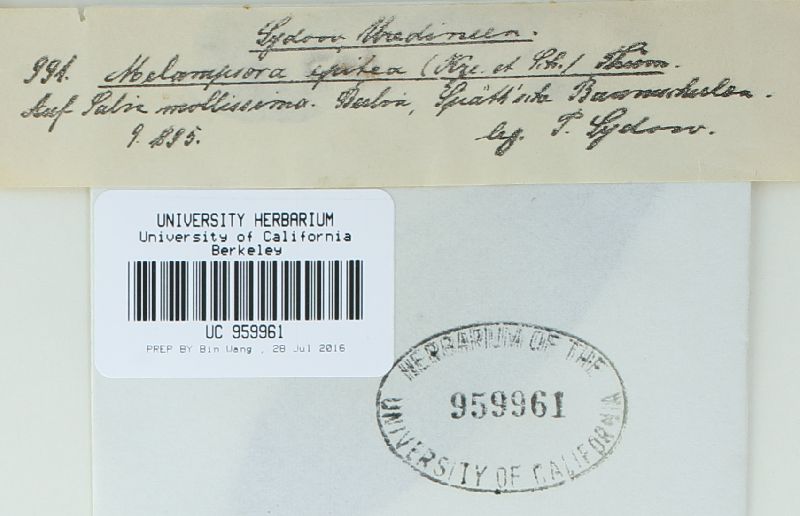 Sydow, Uredineen.
991. Melampsora epitea (Kze. et Sch.) Thüm.
Auf Salix mollissima. Berlin, Späth'sche Baumschulen.
9. 895. leg. P. Sydow.
UNIVERSITY HERBARIUM
University of California
Berkeley
UC 959961
PREP BY Bin Wang , 28 Jul 2016
HERBARIUM OF THE
959961
UNIVERSITY OF CALIFORNIA